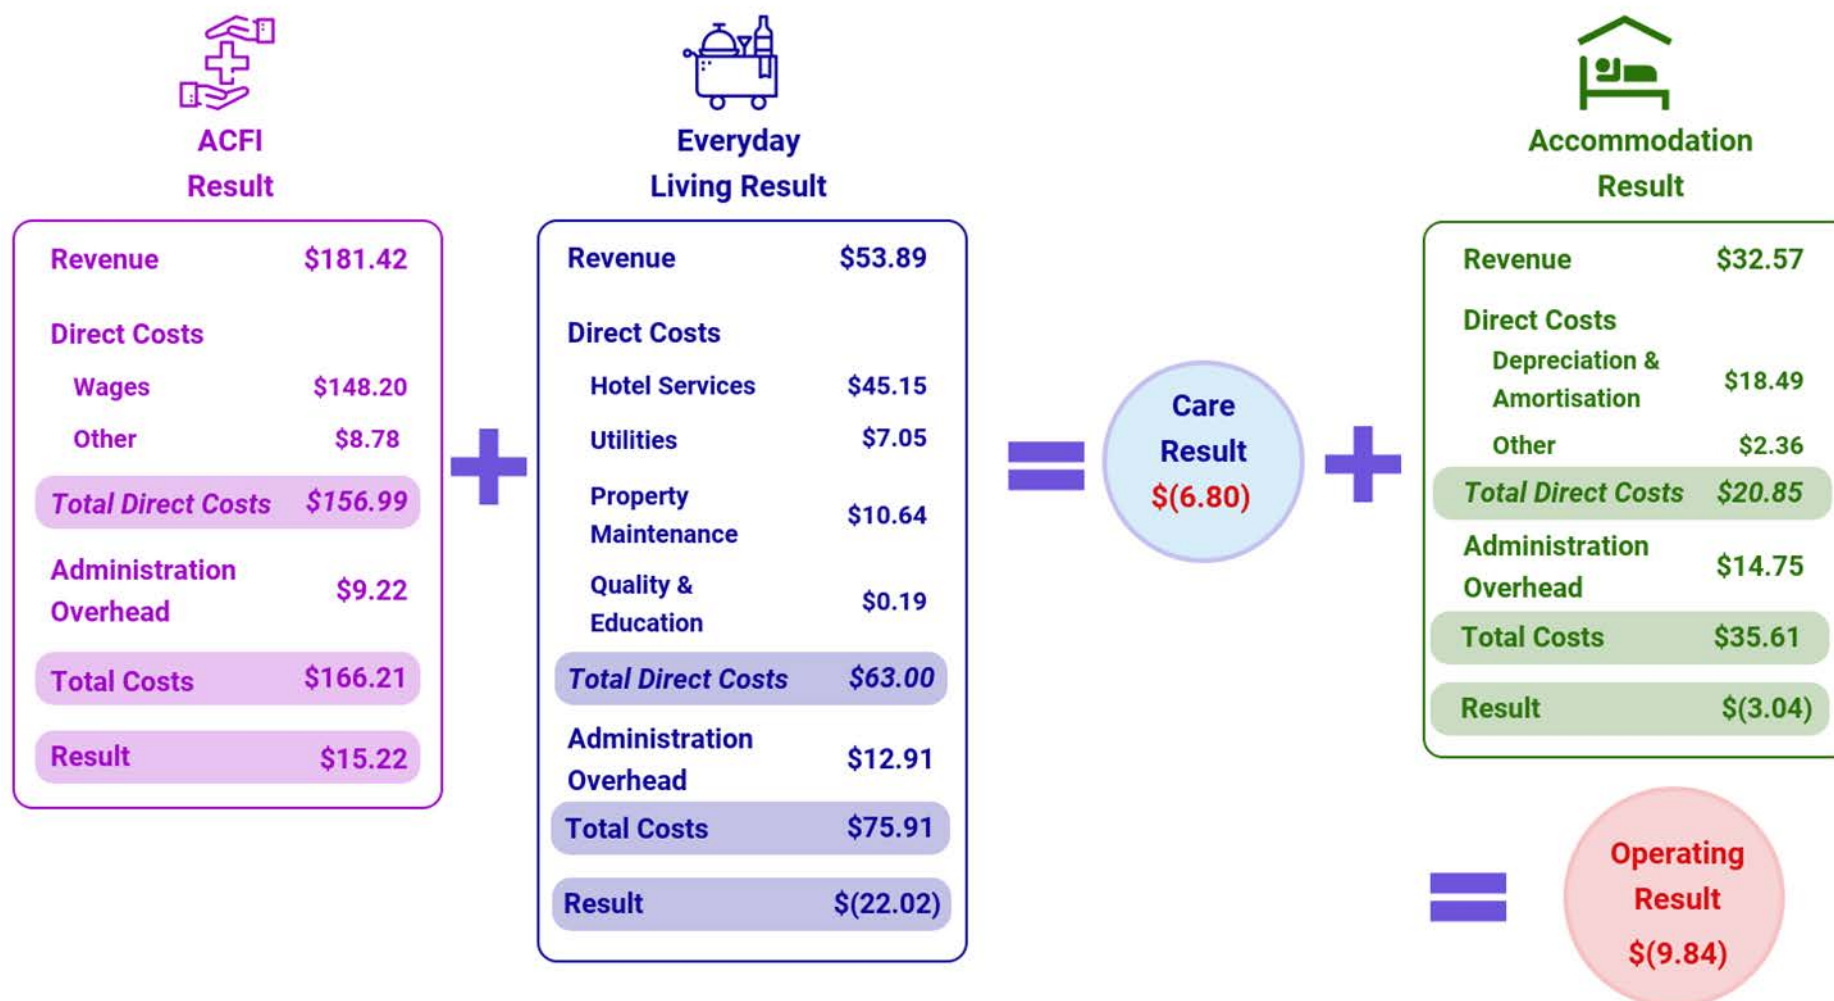 ACFI
Result
Revenue $181.42
Direct Costs
Wages $148.20
Other $8.78
Total Direct Costs $156.99
Administration
Overhead
$9.22
Total Costs $166.21
Result $15.22
Everyday
Living Result
Revenue $53.89
Direct Costs
Hotel Services $45.15
Utilities $7.05
Property
Maintenance
$10.64
Quality &
Education
$0.19
Total Direct Costs $63.00
Administration
Overhead
$12.91
Total Costs $75.91
Result $(22.02)
Care
Result
$(6.80)
Accommodation
Result
Revenue $32.57
Direct Costs
Depreciation &
Amortisation
$18.49
Other $2.36
Total Direct Costs $20.85
Administration
Overhead
$14.75
Total Costs $35.61
Result $(3.04)
Operating
Result
$(9.84)